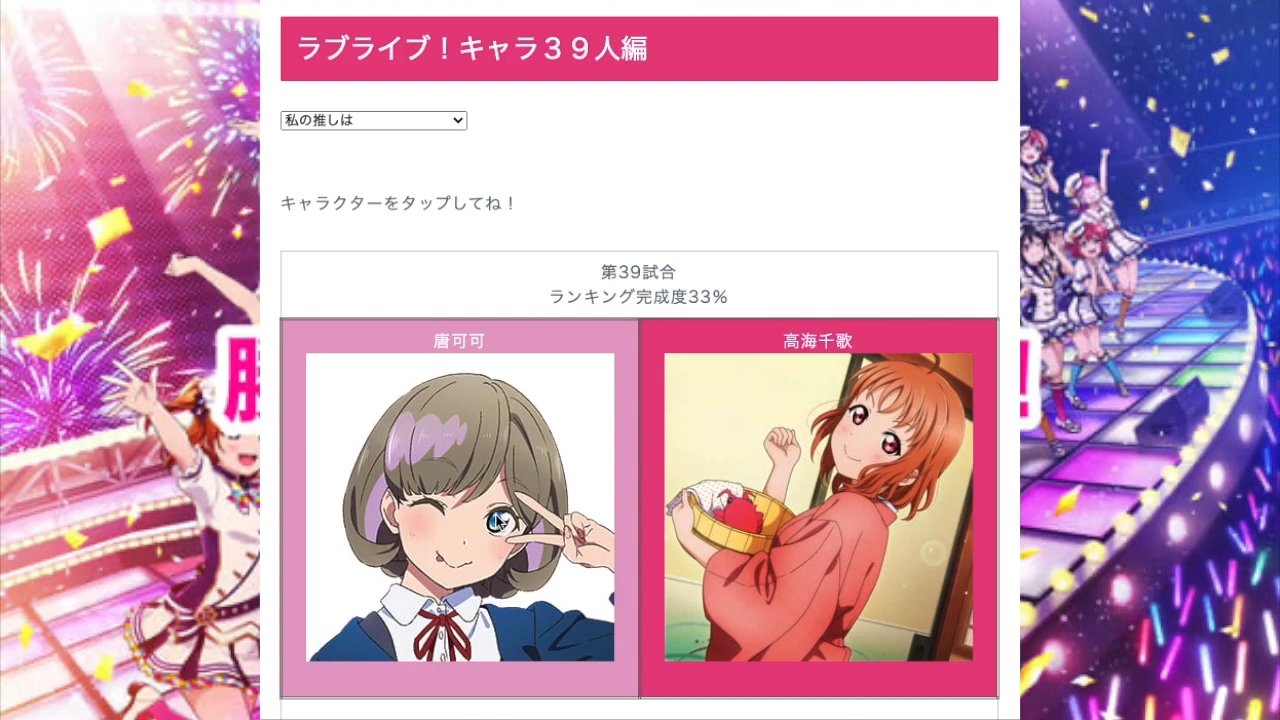 ラブライブ！キャラ３９人編
私の推しは
キャラクターをタップしてね！
第39試合
ランキング完成度33%
唐可可
高海千歌